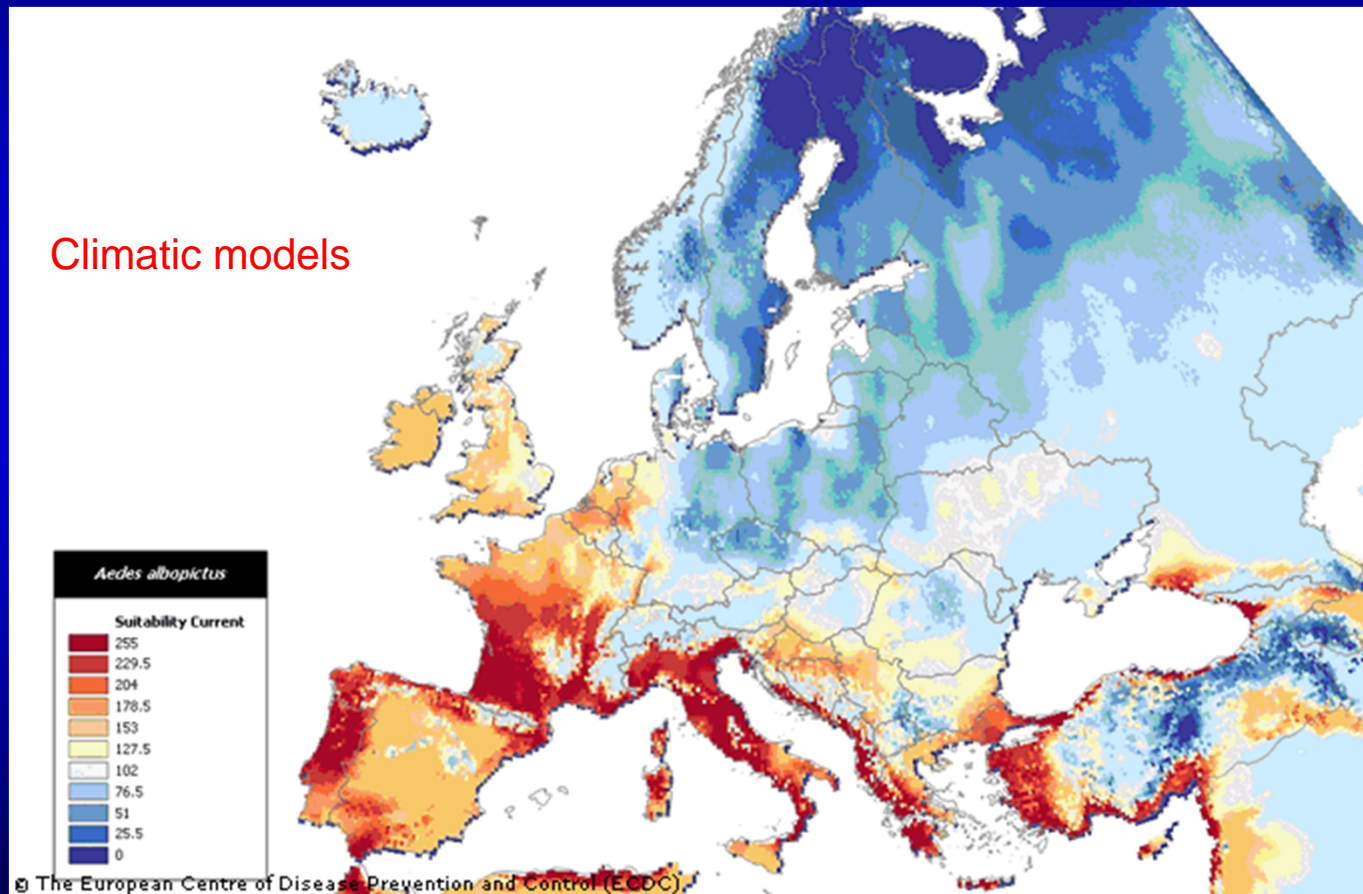 Climatic models
Aedes albopictus
Suitability Current
255
229.5
204
178.5
153
127.5
102
76.5
51
25.5
0
© The European Centre of Disease Prevention and Control (ECDC).